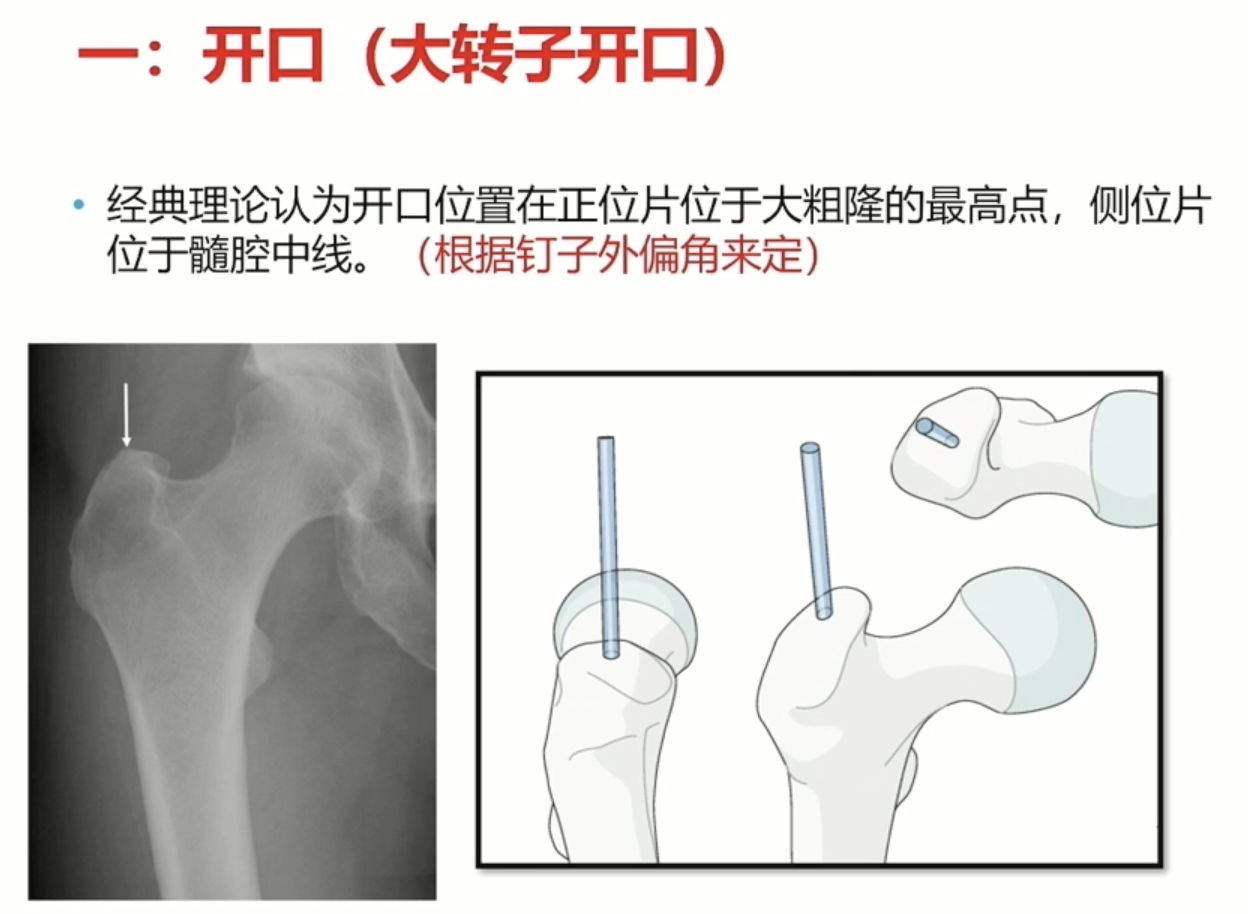 一：开口（大转子开口）
• 经典理论认为开口位置在正位片位于大粗隆的最高点，侧位片
位于髓腔中线。（根据钉子外偏角来定）